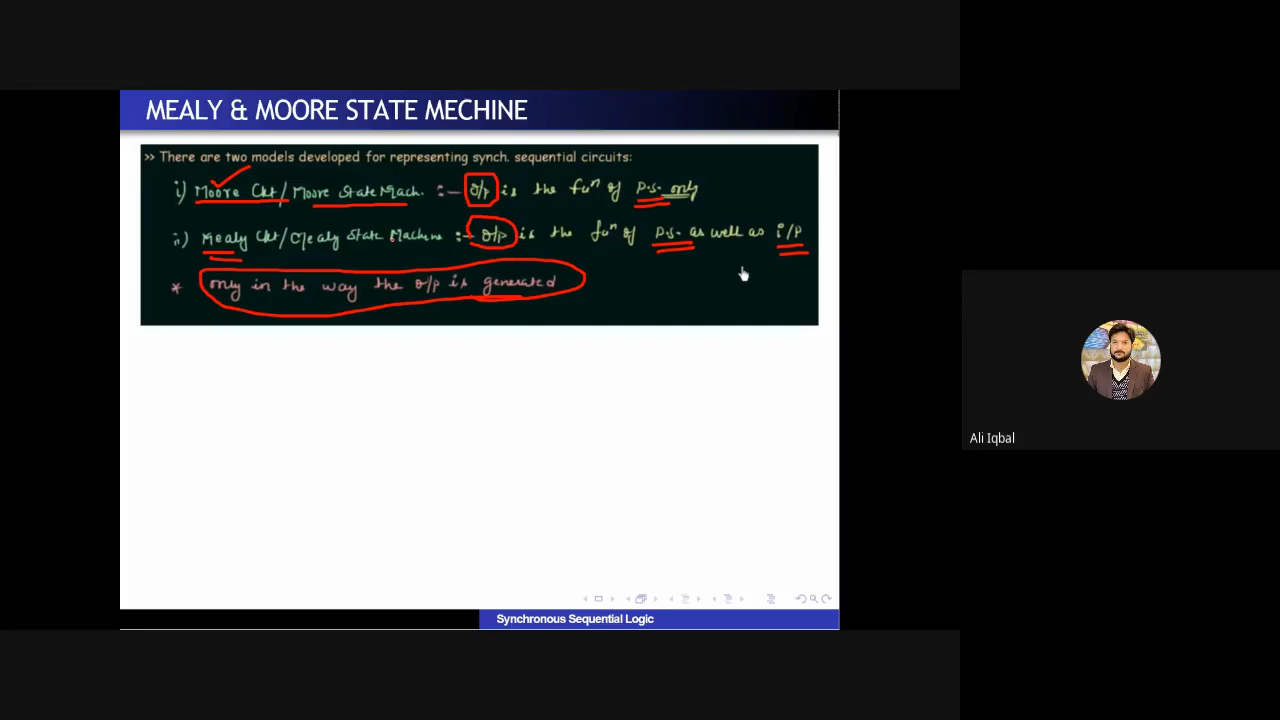 MEALY & MOORE STATE MECHINE
>> There are two models developed for representing synch. sequential circuits:
i) Moore Ckt/Moore State Mach. :- O/p is the funⁿ of P.S. only
ii) Mealy Ckt/Mealy State Machine :- O/p is the funⁿ of P.S. as well as i/P
* only in the way the O/p is generated
Ali Iqbal
Synchronous Sequential Logic